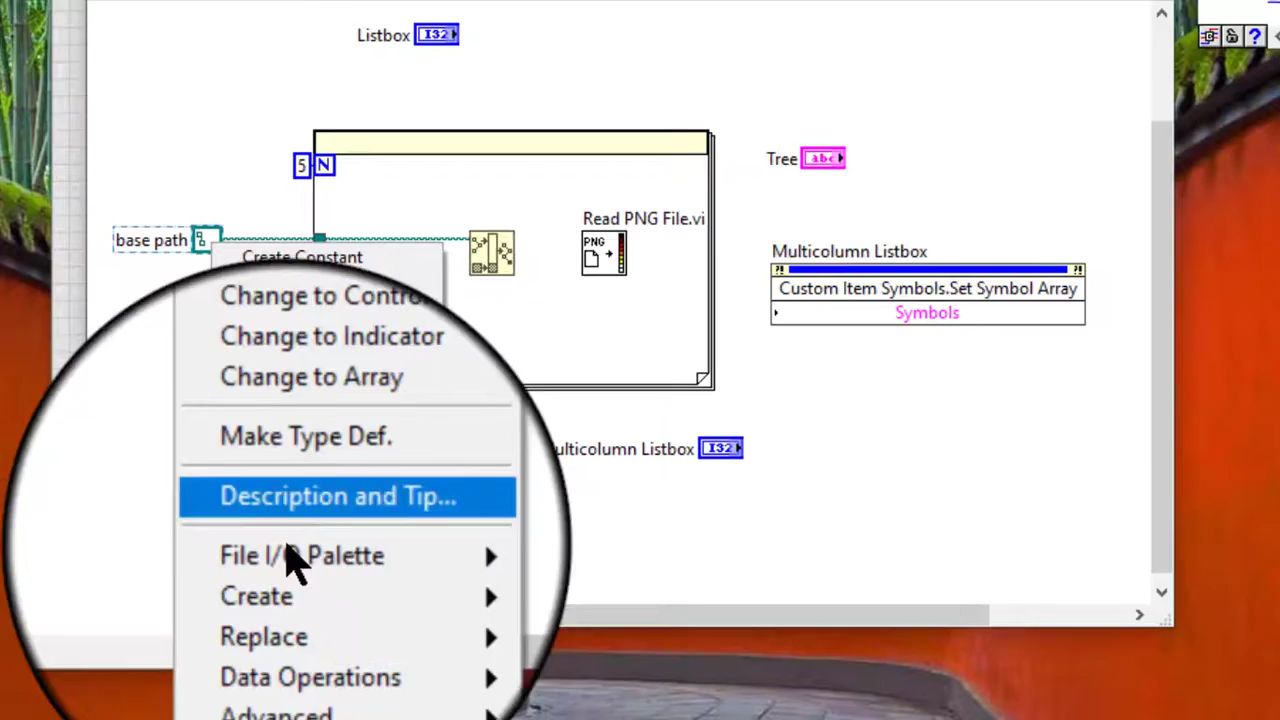 Listbox I32
5 N
Tree abc
Read PNG File.vi
PNG
base path
Multicolumn Listbox
Custom Item Symbols.Set Symbol Array
Symbols
Create Constant
Change to Contro
Change to Indicator
Change to Array
Make Type Def.
ulticolumn Listbox I32
Description and Tip...
File I/O Palette
Create
Replace
Data Operations
Advanced